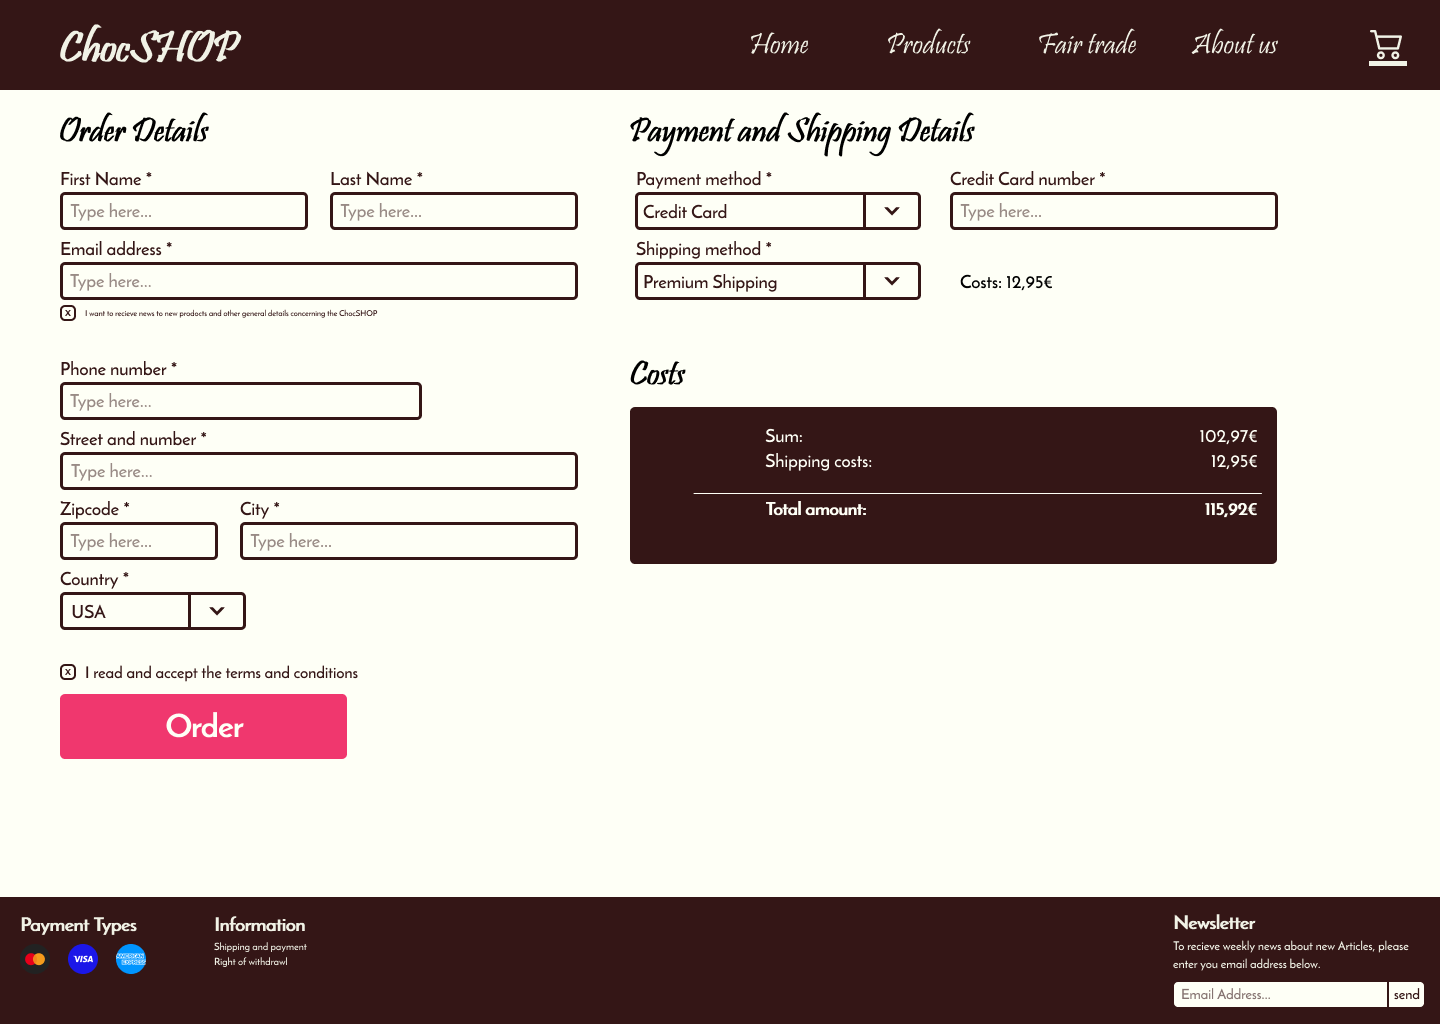 ChocSHOP
Home
Products
Fair trade
About us
Order Details
First Name *
Last Name *
Type here...
Type here...
Email address *
Type here...
x I want to recieve news to new prodocts and other general details concerning the ChocSHOP
Phone number *
Type here...
Street and number *
Type here...
Zipcode *
City *
Type here...
Type here...
Country *
USA
x I read and accept the terms and conditions
Order
Payment and Shipping Details
Payment method *
Credit Card number *
Credit Card
Type here...
Shipping method *
Premium Shipping
Costs: 12,95€
Costs
Sum: 102,97€
Shipping costs: 12,95€
Total amount: 115,92€
Payment Types
VISA
AMERICAN
EXPRESS
Information
Shipping and payment
Right of withdrawl
Newsletter
To recieve weekly news about new Articles, please
enter you email address below.
Email Address...
send